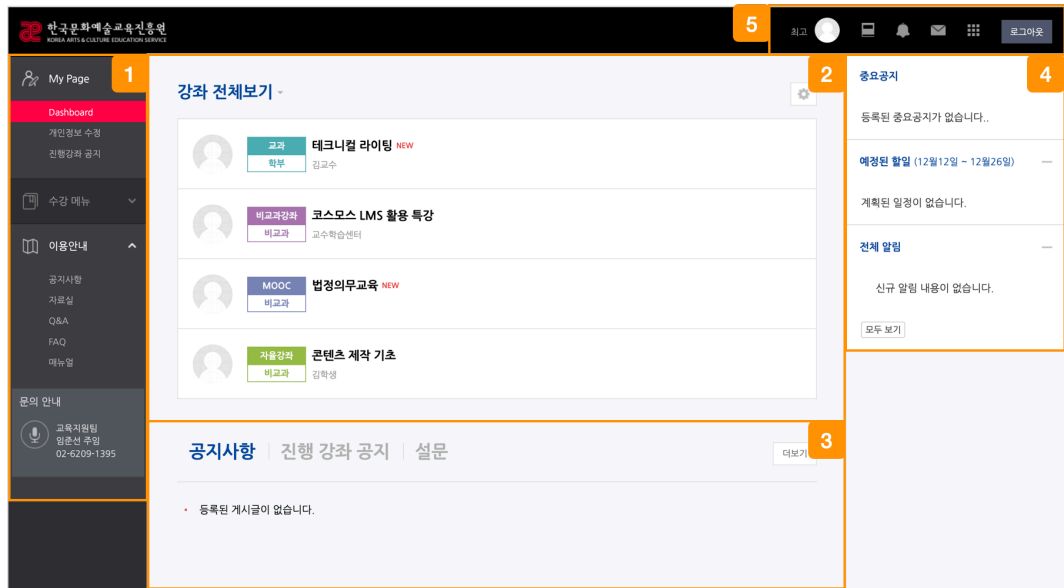 한국문화예술교육진흥원
KOREA ARTS & CULTURE EDUCATION SERVICE
5
최고
로그아웃
My Page
1
Dashboard
개인정보 수정
진행강좌 공지
수강 메뉴
이용안내
공지사항
자료실
Q&A
FAQ
매뉴얼
문의 안내
교육지원팀
임준선 주임
02-6209-1395
2
강좌 전체보기
교과
학부
테크니컬 라이팅 NEW
김교수
비교과강좌
비교과
코스모스 LMS 활용 특강
교수학습센터
MOOC
비교과
법정의무교육 NEW
자율강좌
비교과
콘텐츠 제작 기초
김학생
3
공지사항 진행 강좌 공지 설문
더보기
등록된 게시글이 없습니다.
4
중요공지
등록된 중요공지가 없습니다..
예정된 할일 (12월12일 ~ 12월26일)
계획된 일정이 없습니다.
전체 알림
신규 알림 내용이 없습니다.
모두 보기